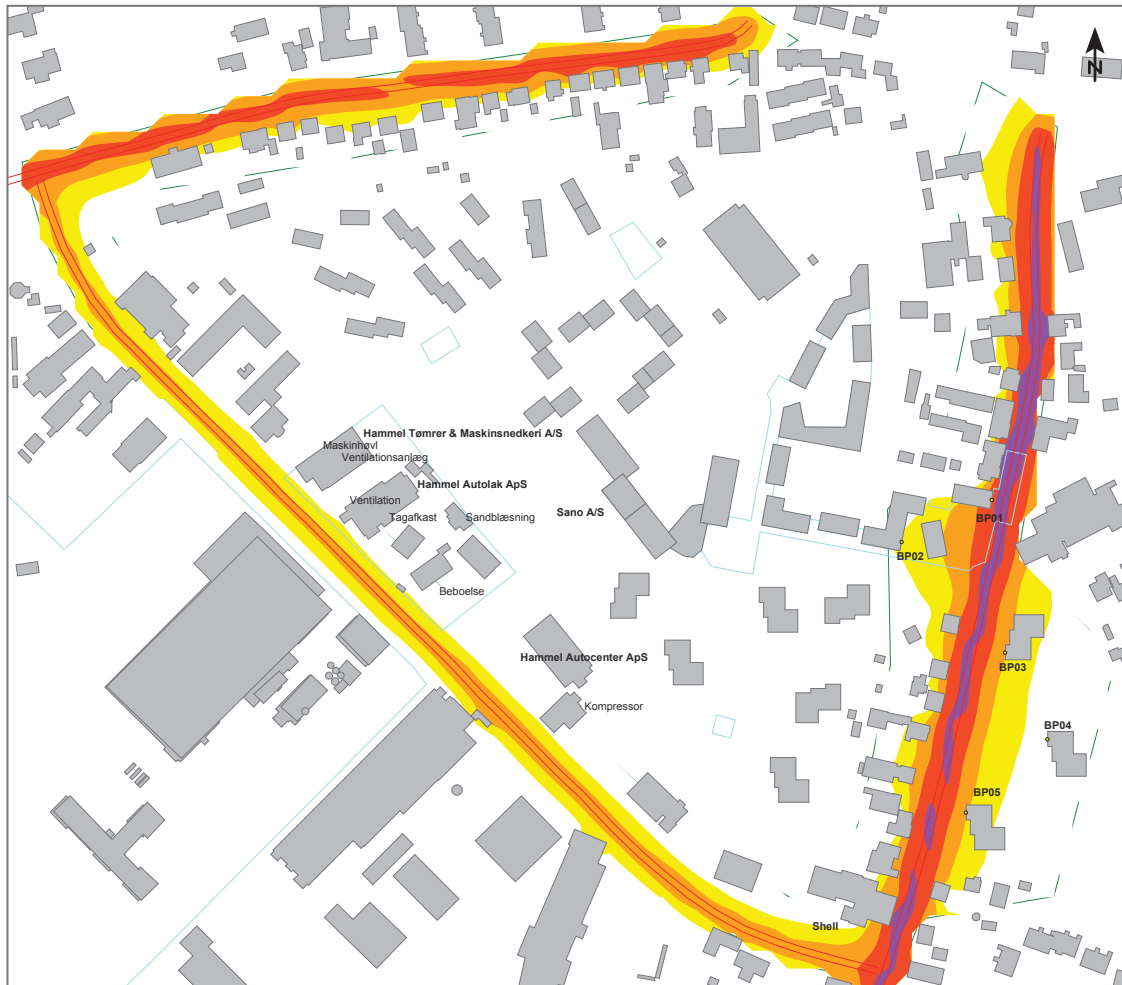 N
Hammel Tømrer & Maskinsnedkeri A/S
Maskinhøvl
Ventilationsanlæg
Hammel Autolak ApS
Ventilation
Tagafkast
Sandblæsning
Sano A/S
BP01
BP02
Beboelse
Hammel Autocenter ApS
BP03
Kompressor
BP04
BP05
Shell